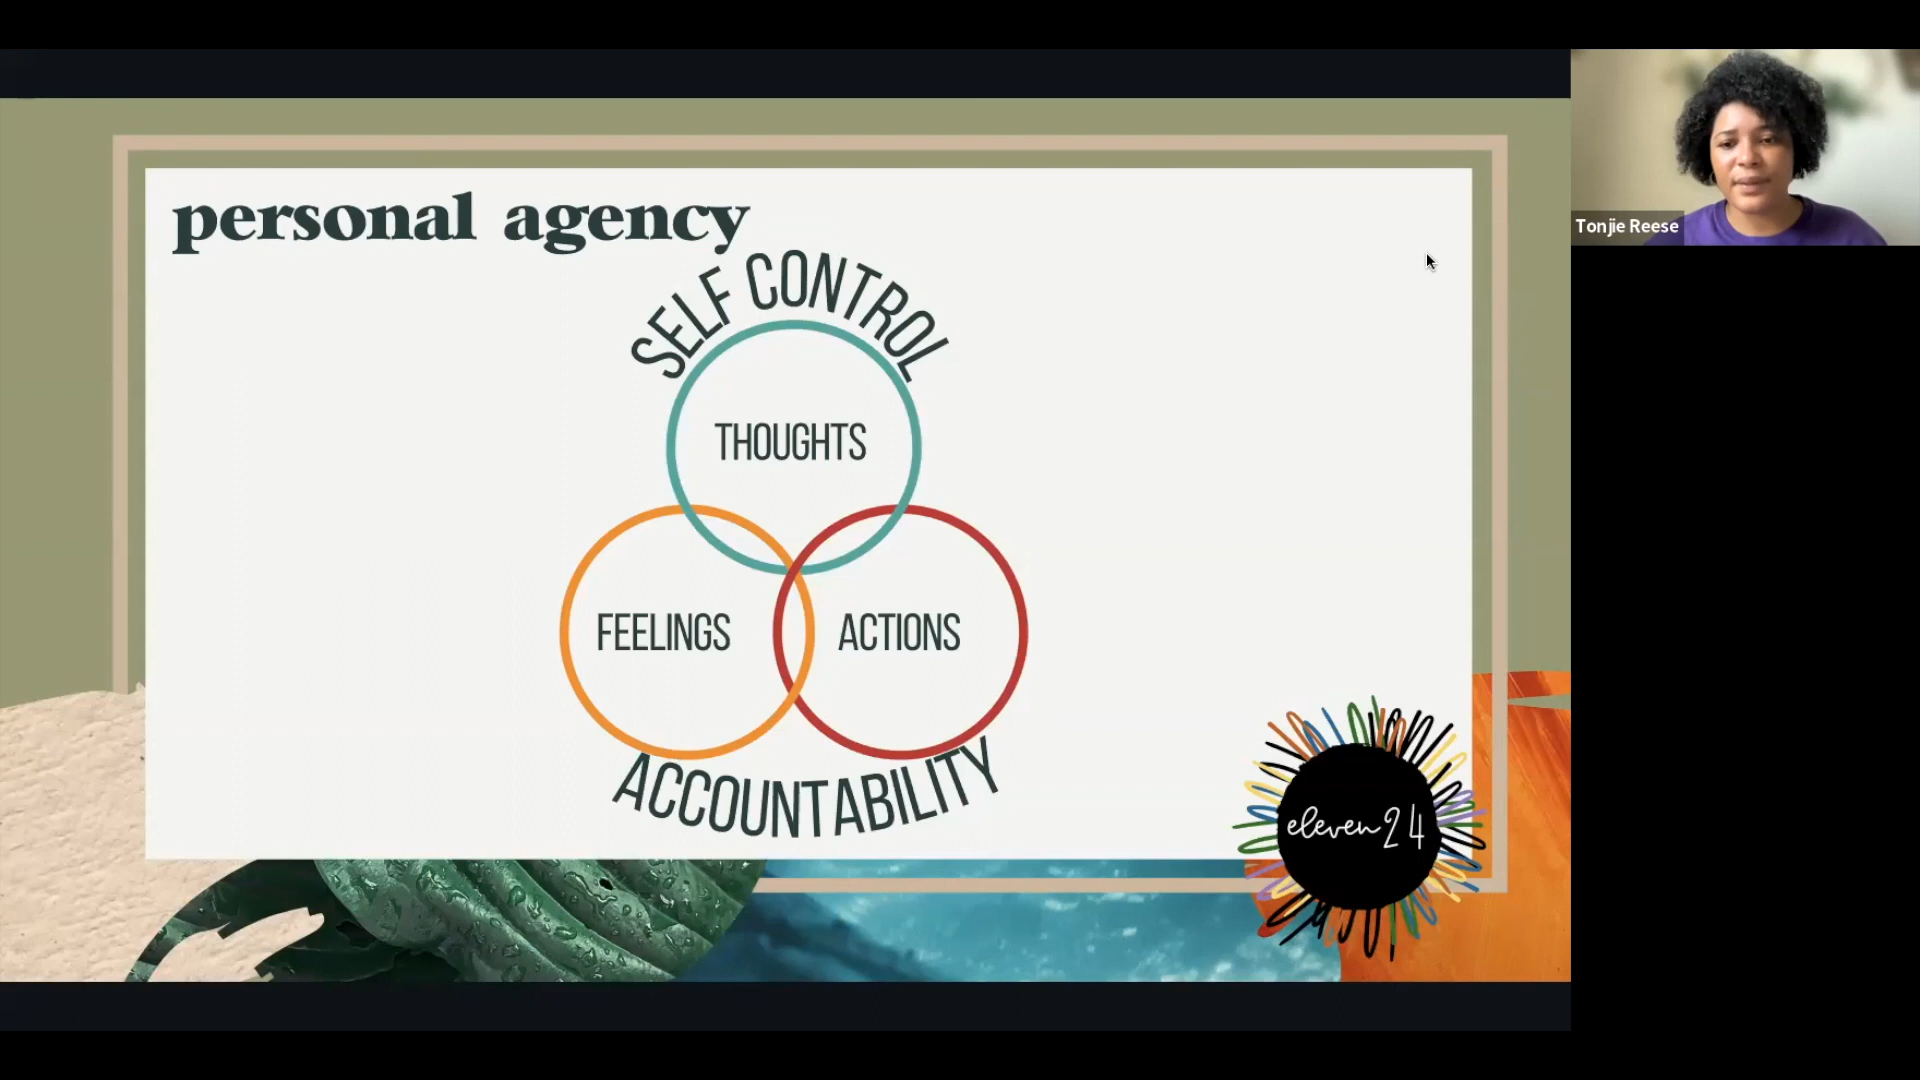 personal agency
SELF CONTROL
THOUGHTS
FEELINGS
ACTIONS
ACCOUNTABILITY
eleven24
Tonjie Reese